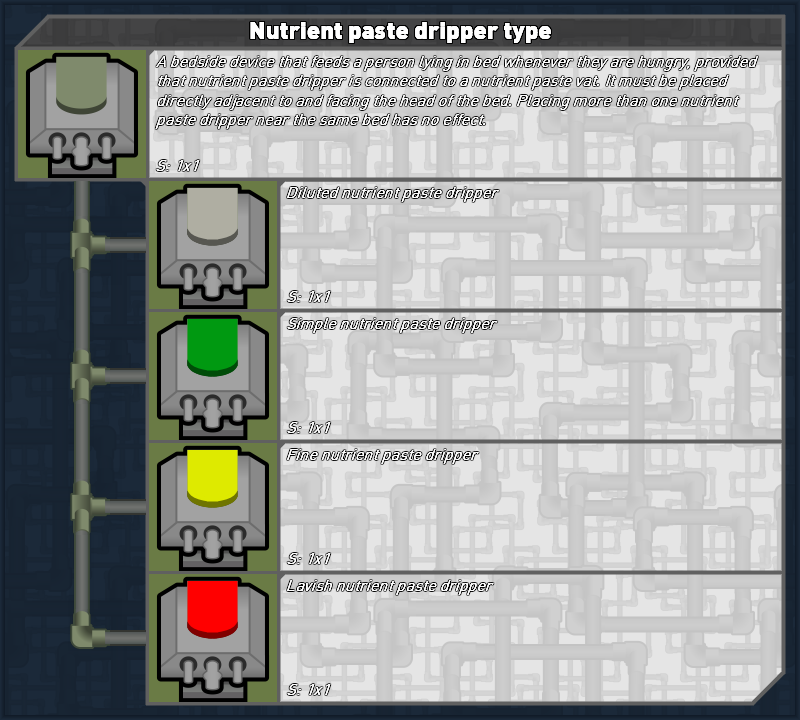 Nutrient paste dripper type
A bedside device that feeds a person lying in bed whenever they are hungry, provided
that nutrient paste dripper is connected to a nutrient paste vat. It must be placed
directly adjacent to and facing the head of the bed. Placing more than one nutrient
paste dripper near the same bed has no effect.
S: 1x1
Diluted nutrient paste dripper
S: 1x1
Simple nutrient paste dripper
S: 1x1
Fine nutrient paste dripper
S: 1x1
Lavish nutrient paste dripper
S: 1x1